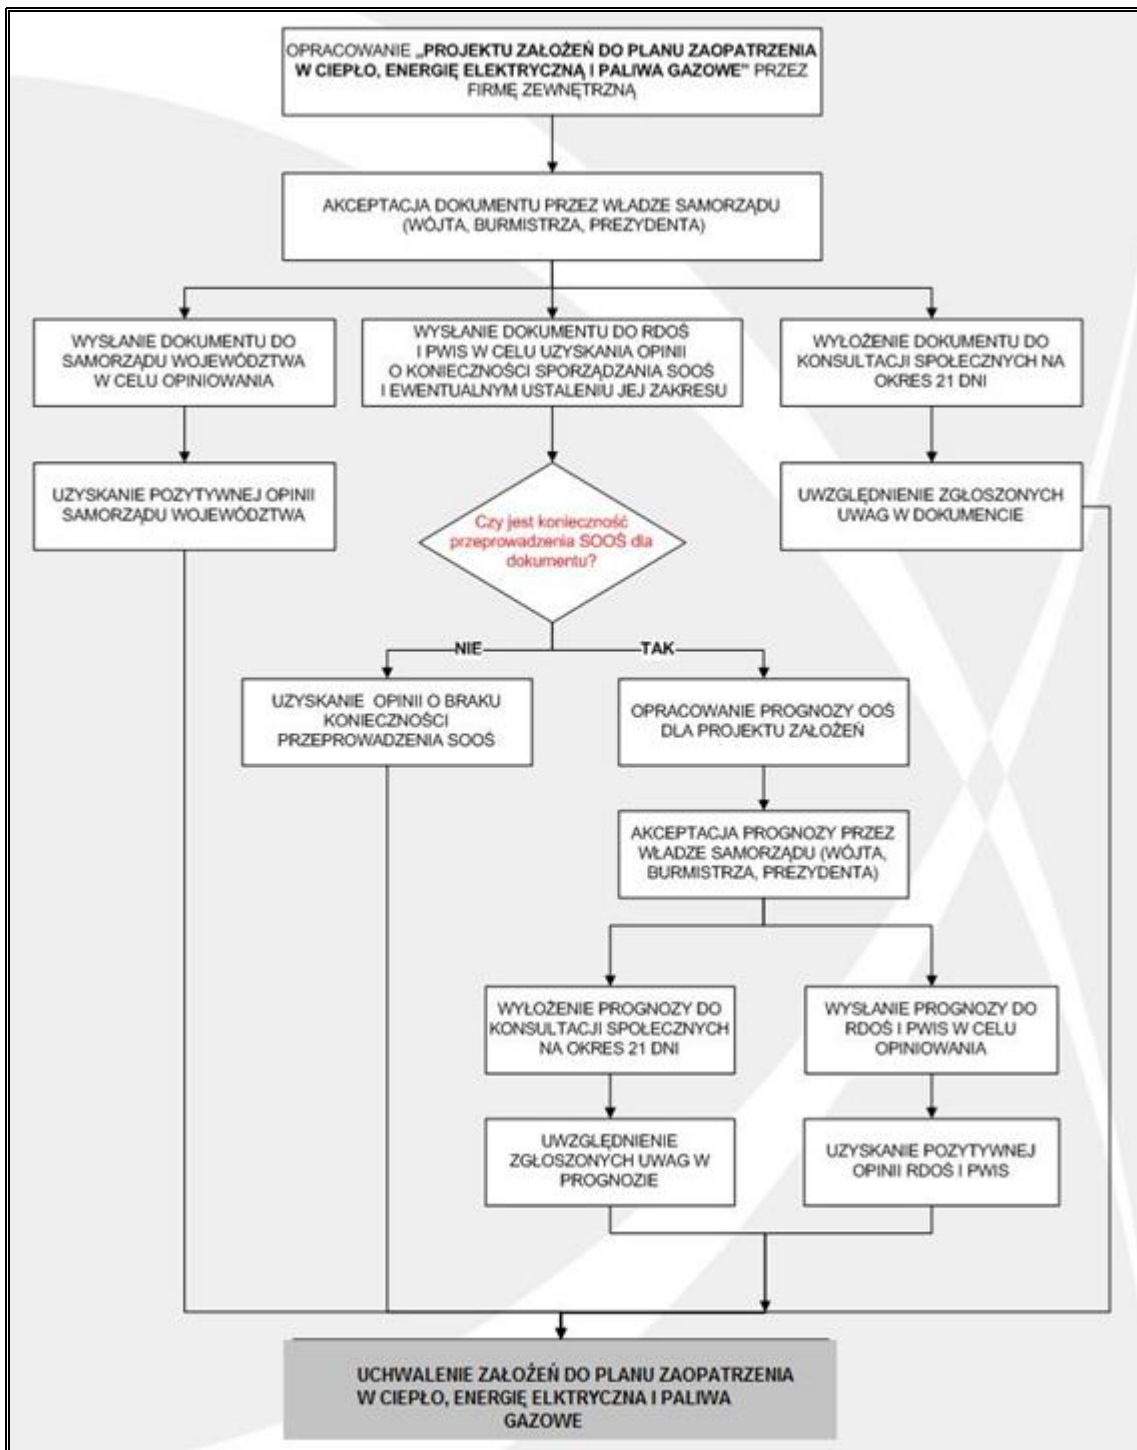 OPRACOWANIE „PROJEKTU ZAŁOŻEŃ DO PLANU ZAOPATRZENIA
W CIEPŁO, ENERGIĘ ELEKTRYCZNĄ I PALIWA GAZOWE" PRZEZ
FIRMĘ ZEWNĘTRZNĄ
AKCEPTACJA DOKUMENTU PRZEZ WŁADZE SAMORZĄDU
(WÓJTA, BURMISTRZA, PREZYDENTA)
WYSŁANIE DOKUMENTU DO
SAMORZĄDU WOJEWÓDZTWA
W CELU OPINIOWANIA
WYSŁANIE DOKUMENTU DO RDOŚ
I PWIS W CELU UZYSKANIA OPINII
O KONIECZNOŚCI SPORZĄDZANIA SOOŚ
I EWENTUALNYM USTALENIU JEJ ZAKRESU
WYŁOŻENIE DOKUMENTU DO
KONSULTACJI SPOŁECZNYCH NA
OKRES 21 DNI
UZYSKANIE POZYTYWNEJ OPINII
SAMORZĄDU WOJEWÓDZTWA
Czy jest konieczność
przeprowadzenia SOOŚ dla
dokumentu?
UWZGLĘDNIENIE ZGŁOSZONYCH
UWAG W DOKUMENCIE
NIE
TAK
UZYSKANIE OPINII O BRAKU
KONIECZNOŚCI
PRZEPROWADZENIA SOOŚ
OPRACOWANIE PROGNOZY OOŚ
DLA PROJEKTU ZAŁOŻEŃ
AKCEPTACJA PROGNOZY PRZEZ
WŁADZE SAMORZĄDU (WÓJTA,
BURMISTRZA, PREZYDENTA)
WYŁOŻENIE PROGNOZY DO
KONSULTACJI SPOŁECZNYCH
NA OKRES 21 DNI
WYSŁANIE PROGNOZY DO
RDOŚ I PWIS W CELU
OPINIOWANIA
UWZGLĘDNIENIE
ZGŁOSZONYCH UWAG W
PROGNOZIE
UZYSKANIE POZYTYWNEJ
OPINII RDOŚ I PWIS
UCHWALENIE ZAŁOŻEŃ DO PLANU ZAOPATRZENIA
W CIEPŁO, ENERGIĘ ELKTRYCZNA I PALIWA
GAZOWE